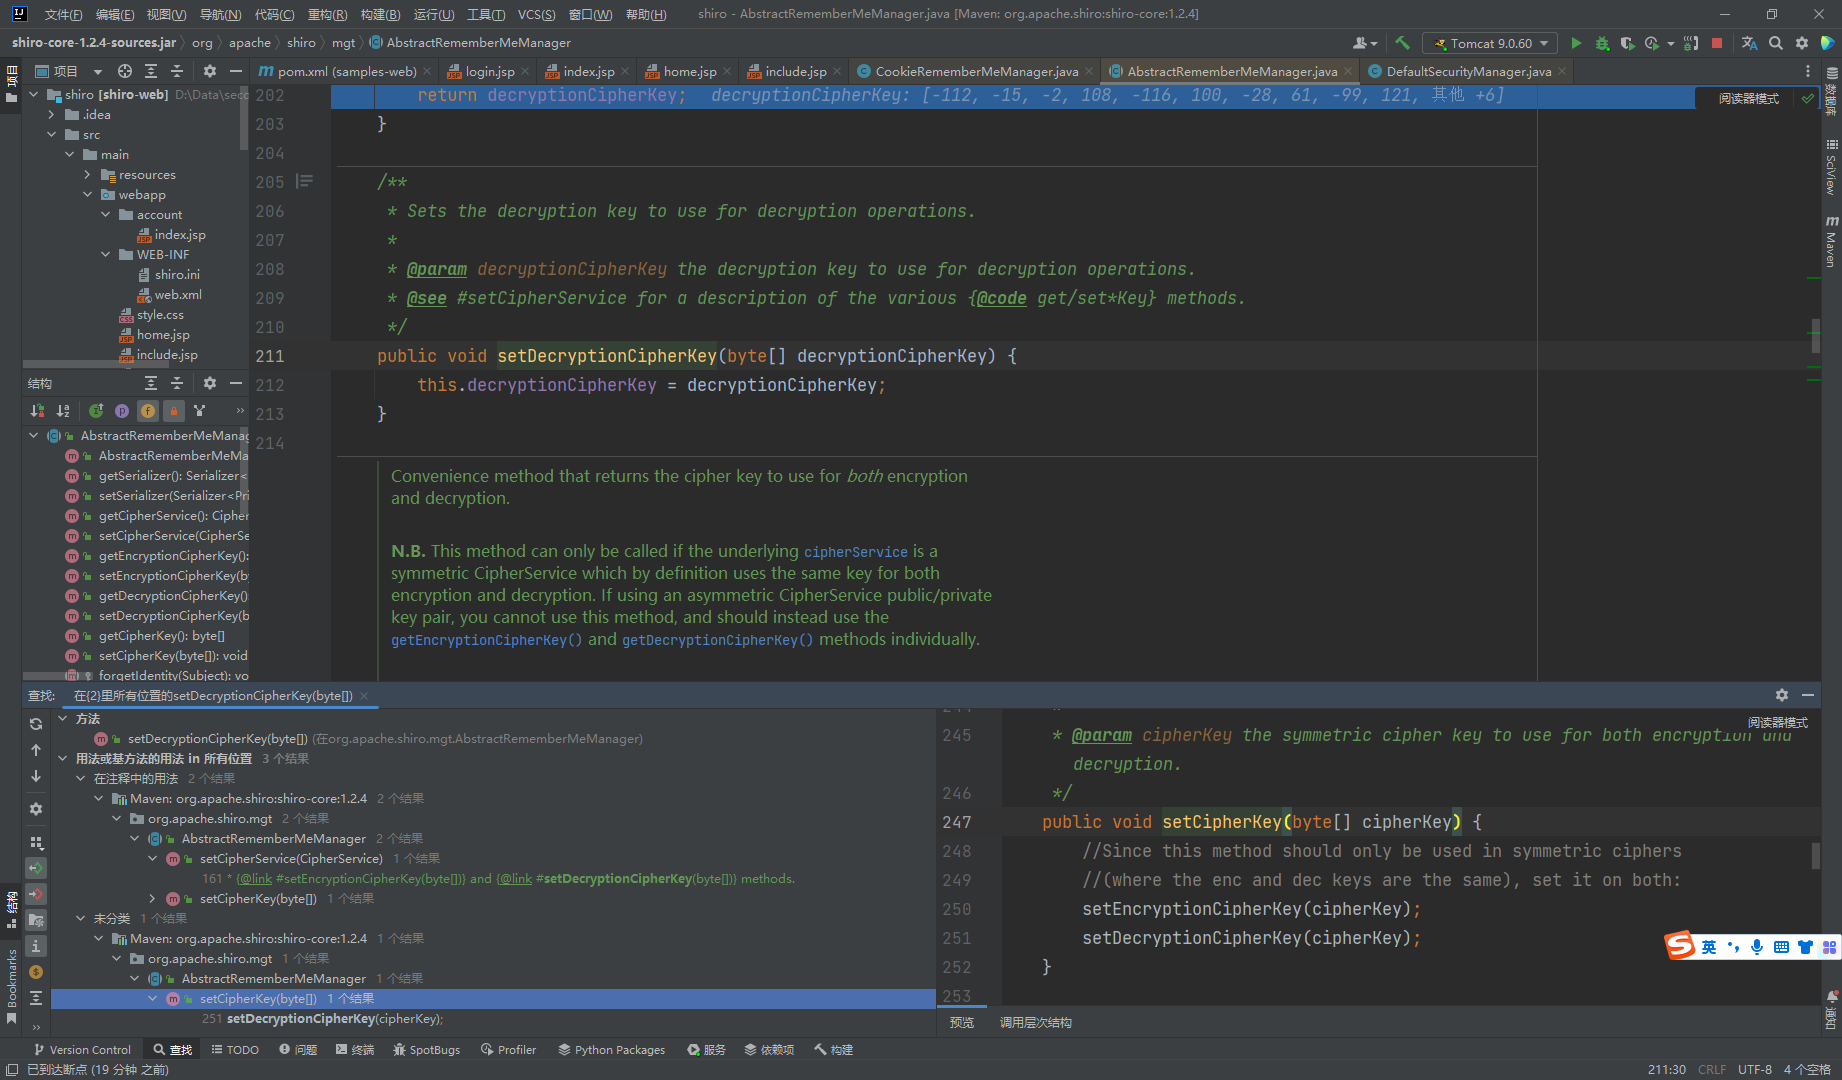 文件(F) 编辑(E) 视图(V) 导航(N) 代码(C) 重构(R) 构建(B) 运行(U) 工具(T) VCS(S) 窗口(W) 帮助(H) shiro - AbstractRememberMeManager.java [Maven: org.apache.shiro:shiro-core:1.2.4]
shiro-core-1.2.4-sources.jar org apache shiro mgt AbstractRememberMeManager Tomcat 9.0.60
项目 pom.xml (samples-web) login.jsp index.jsp home.jsp include.jsp CookieRememberMeManager.java AbstractRememberMeManager.java DefaultSecurityManager.java
项目
shiro [shiro-web] D:\Data\sec
.idea
src
main
resources
webapp
account
index.jsp
WEB-INF
shiro.ini
web.xml
style.css
home.jsp
include.jsp
结构
AbstractRememberMeManag
AbstractRememberMeMa
getSerializer(): Serializer<
setSerializer(Serializer<Pri
getCipherService(): Cipher
setCipherService(CipherSe
getEncryptionCipherKey():
setEncryptionCipherKey(b
getDecryptionCipherKey()
setDecryptionCipherKey(b
getCipherKey(): byte[]
setCipherKey(byte[]): void
forgetIdentity(Subject): vo
202 return decryptionCipherKey; decryptionCipherKey: [-112, -15, -2, 108, -116, 100, -28, 61, -99, 121, 其他 +6]
阅读器模式
203 }
204
205 /**
206 * Sets the decryption key to use for decryption operations.
207 *
208 * @param decryptionCipherKey the decryption key to use for decryption operations.
209 * @see #setCipherService for a description of the various {@code get/set*Key} methods.
210 */
211 public void setDecryptionCipherKey(byte[] decryptionCipherKey) {
212 this.decryptionCipherKey = decryptionCipherKey;
213 }
214
Convenience method that returns the cipher key to use for both encryption
and decryption.
N.B. This method can only be called if the underlying cipherService is a
symmetric CipherService which by definition uses the same key for both
encryption and decryption. If using an asymmetric CipherService public/private
key pair, you cannot use this method, and should instead use the
getEncryptionCipherKey() and getDecryptionCipherKey() methods individually.
数据库
SciView
Maven
通知
查找: 在{2}里所有位置的setDecryptionCipherKey(byte[])
方法
setDecryptionCipherKey(byte[]) (在org.apache.shiro.mgt.AbstractRememberMeManager)
用法或基方法的用法 in 所有位置 3 个结果
在注释中的用法 2 个结果
Maven: org.apache.shiro:shiro-core:1.2.4 2 个结果
org.apache.shiro.mgt 2 个结果
AbstractRememberMeManager 2 个结果
setCipherService(CipherService) 1 个结果
161 * {@link #setEncryptionCipherKey(byte[])} and {@link #setDecryptionCipherKey(byte[])} methods.
setCipherKey(byte[]) 1 个结果
未分类 1 个结果
Maven: org.apache.shiro:shiro-core:1.2.4 1 个结果
org.apache.shiro.mgt 1 个结果
AbstractRememberMeManager 1 个结果
setCipherKey(byte[]) 1 个结果
251 setDecryptionCipherKey(cipherKey);
结构
Bookmarks
244 *
阅读器模式
245 * @param cipherKey the symmetric cipher key to use for both encryption and
decryption.
246 */
247 public void setCipherKey(byte[] cipherKey) {
248 //Since this method should only be used in symmetric ciphers
249 //(where the enc and dec keys are the same), set it on both:
250 setEncryptionCipherKey(cipherKey);
251 setDecryptionCipherKey(cipherKey);
252 }
253
英
预览 调用层次结构
Version Control 查找 TODO 问题 终端 SpotBugs Profiler Python Packages 服务 依赖项 构建
已到达断点 (19 分钟 之前) 211:30 CRLF UTF-8 4 个空格